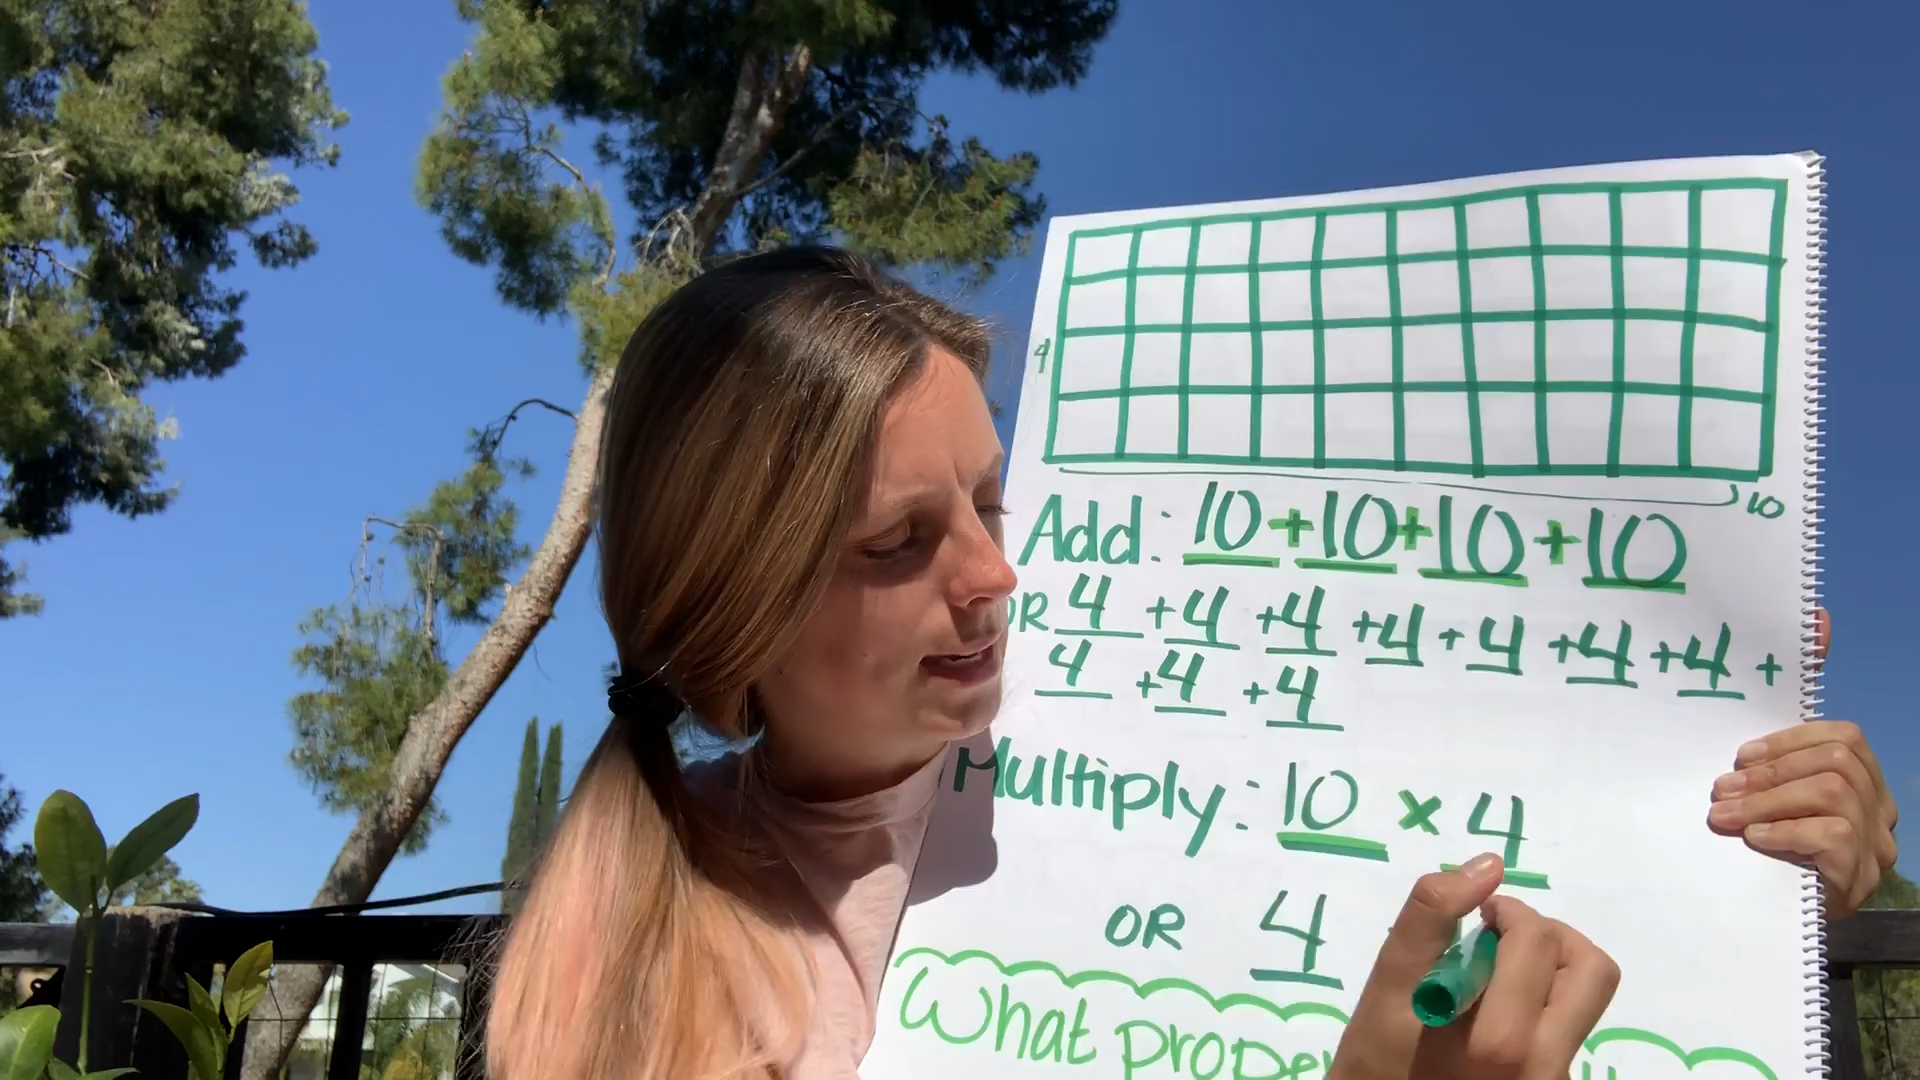 4
10
Add: 10+10+10+10
OR 4 +4 +4 +4 +4 +4 +4 +
4 +4 +4
Multiply: 10 x 4
OR 4
What